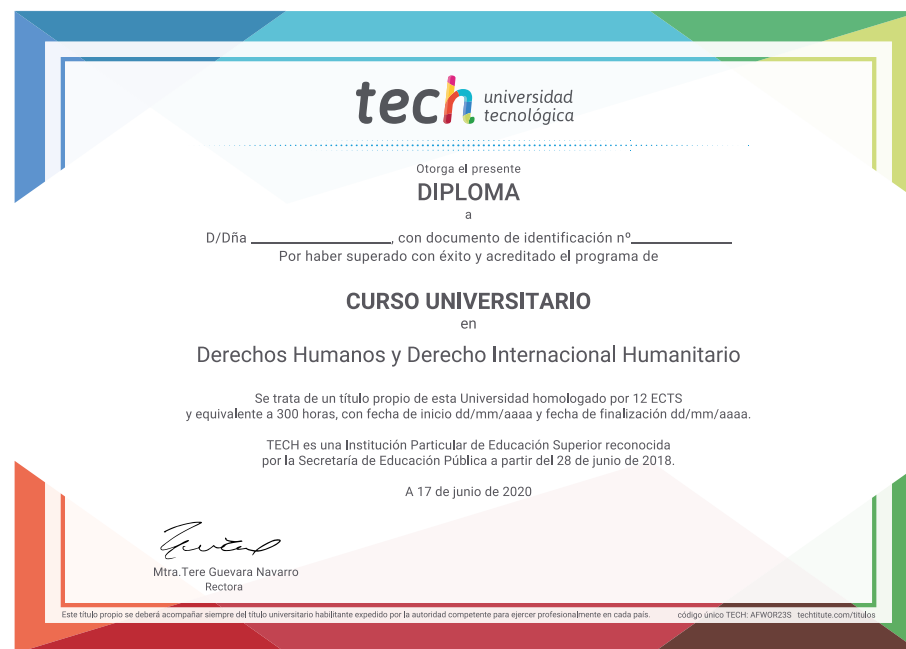 tech universidad
tecnológica
Otorga el presente
DIPLOMA
a
D/Dña ____________________, con documento de identificación nº______________
Por haber superado con éxito y acreditado el programa de
CURSO UNIVERSITARIO
en
Derechos Humanos y Derecho Internacional Humanitario
Se trata de un título propio de esta Universidad homologado por 12 ECTS
y equivalente a 300 horas, con fecha de inicio dd/mm/aaaa y fecha de finalización dd/mm/aaaa.
TECH es una Institución Particular de Educación Superior reconocida
por la Secretaría de Educación Pública a partir del 28 de junio de 2018.
A 17 de junio de 2020
Mtra.Tere Guevara Navarro
Rectora
Este título propio se deberá acompañar siempre del título universitario habilitante expedido por la autoridad competente para ejercer profesionalmente en cada país. código único TECH: AFWOR23S techtitute.com/titulos